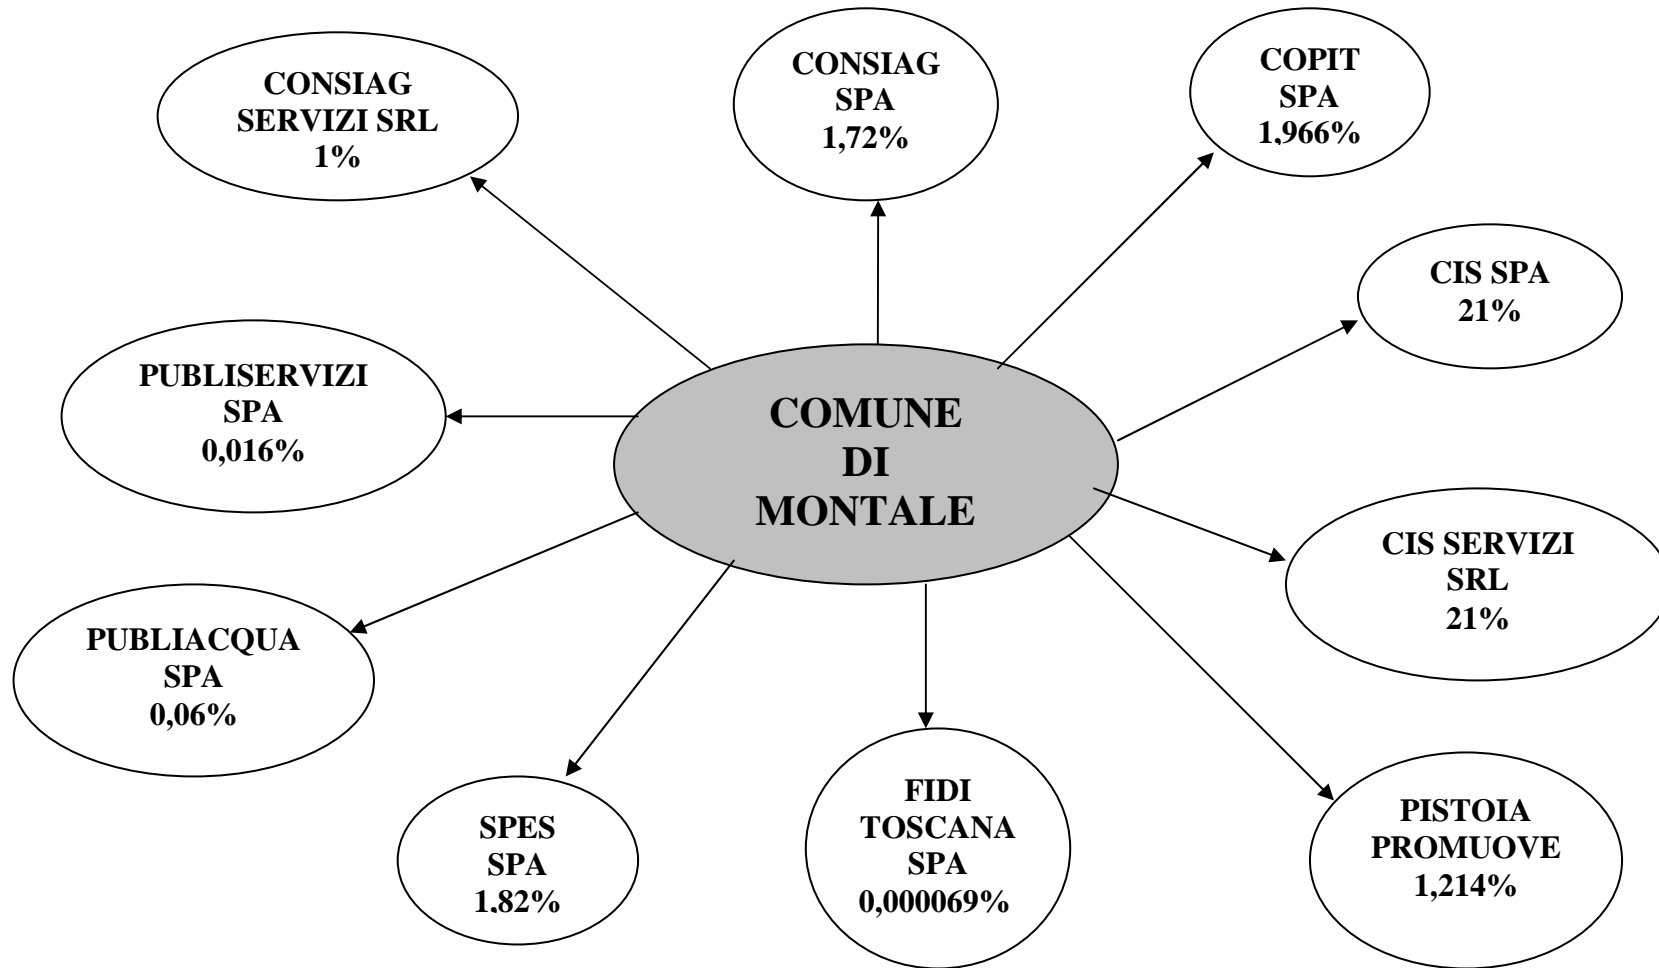 CONSIAG
SERVIZI SRL
1%
CONSIAG
SPA
1,72%
COPIT
SPA
1,966%
CIS SPA
21%
PUBLISERVIZI
SPA
0,016%
COMUNE
DI
MONTALE
CIS SERVIZI
SRL
21%
PUBLIACQUA
SPA
0,06%
SPES
SPA
1,82%
FIDI
TOSCANA
SPA
0,000069%
PISTOIA
PROMUOVE
1,214%